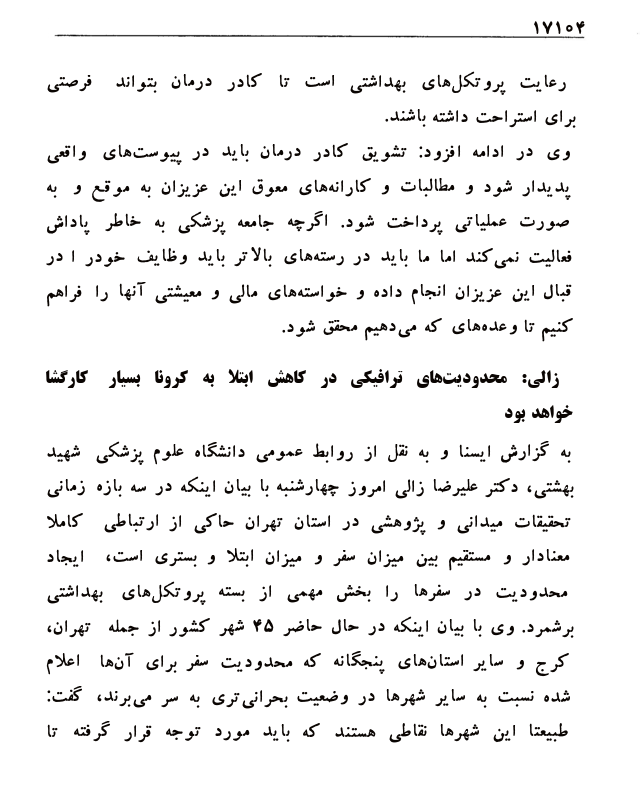 ۱۷۱۰۴
رعایت پروتکل‌های بهداشتی است تا کادر درمان بتواند فرصتی
برای استراحت داشته باشند.
وی در ادامه افزود: تشویق کادر درمان باید در پیوست‌های واقعی
پدیدار شود و مطالبات و کارانه‌های معوق این عزیزان به موقع و به
صورت عملیاتی پرداخت شود. اگرچه جامعه پزشکی به خاطر پاداش
فعالیت نمی‌کند اما ما باید در رسته‌های بالاتر باید وظایف خودر ا در
قبال این عزیزان انجام داده و خواسته‌های مالی و معیشتی آنها را فراهم
کنیم تا وعده‌های که می‌دهیم محقق شود.
زالی: محدودیت‌های ترافیکی در کاهش ابتلا به کرونا بسیار کارگشا
خواهد بود
به گزارش ایسنا و به نقل از روابط عمومی دانشگاه علوم پزشکی شهید
بهشتی، دکتر علیرضا زالی امروز چهارشنبه با بیان اینکه در سه بازه زمانی
تحقیقات میدانی و پژوهشی در استان تهران حاکی از ارتباطی کاملا
معنادار و مستقیم بین میزان سفر و میزان ابتلا و بستری است، ایجاد
محدودیت در سفرها را بخش مهمی از بسته پروتکل‌های بهداشتی
برشمرد. وی با بیان اینکه در حال حاضر ۴۵ شهر کشور از جمله تهران،
کرج و سایر استان‌های پنجگانه که محدودیت سفر برای آن‌ها اعلام
شده نسبت به سایر شهرها در وضعیت بحرانی‌تری به سر می‌برند، گفت:
طبیعتا این شهرها نقاطی هستند که باید مورد توجه قرار گرفته تا